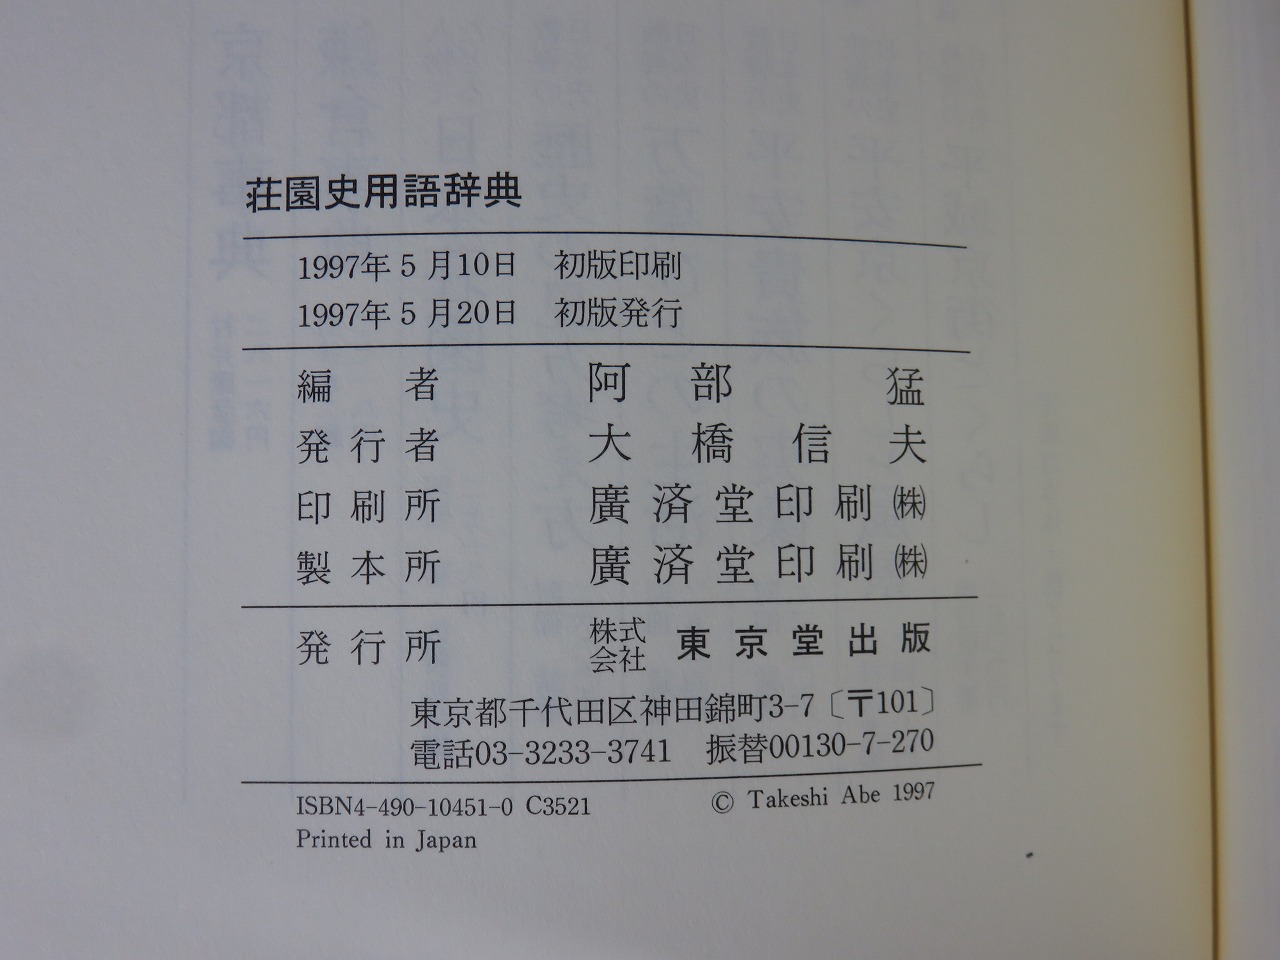 荘園史用語辞典
1997年5月10日 初版印刷
1997年5月20日 初版発行
編者 阿部猛
発行者 大橋信夫
印刷所 廣済堂印刷㈱
製本所 廣済堂印刷㈱
発行所 株式会社 東京堂出版
東京都千代田区神田錦町3-7〔〒101〕
電話03-3233-3741 振替00130-7-270
ISBN4-490-10451-0 C3521 © Takeshi Abe 1997
Printed in Japan